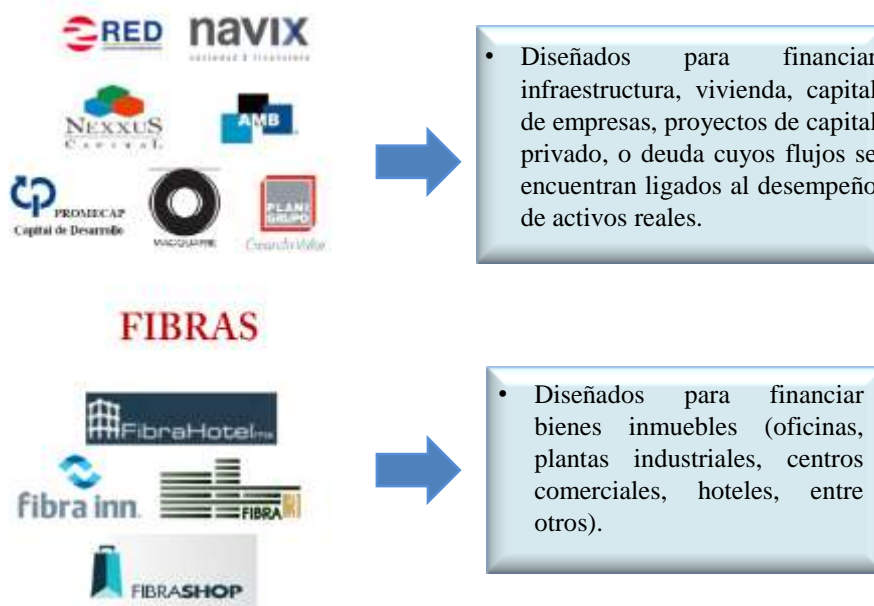 RED
navix
Diseñados para financiar
infraestructura, vivienda, capital
de empresas, proyectos de capital
privado, o deuda cuyos flujos se
encuentran ligados al desempeño
de activos reales.
NEXXUS
CAPITAL
AMB
PROMECAP
Capital de Desarrollo
MACQUARIE
PLANI
GRUPO
Creando Valor
FIBRAS
Diseñados para financiar
bienes inmuebles (oficinas,
plantas industriales, centros
comerciales, hoteles, entre
otros).
FibraHotel
fibra inn
FIBRA
FIBRASHOP